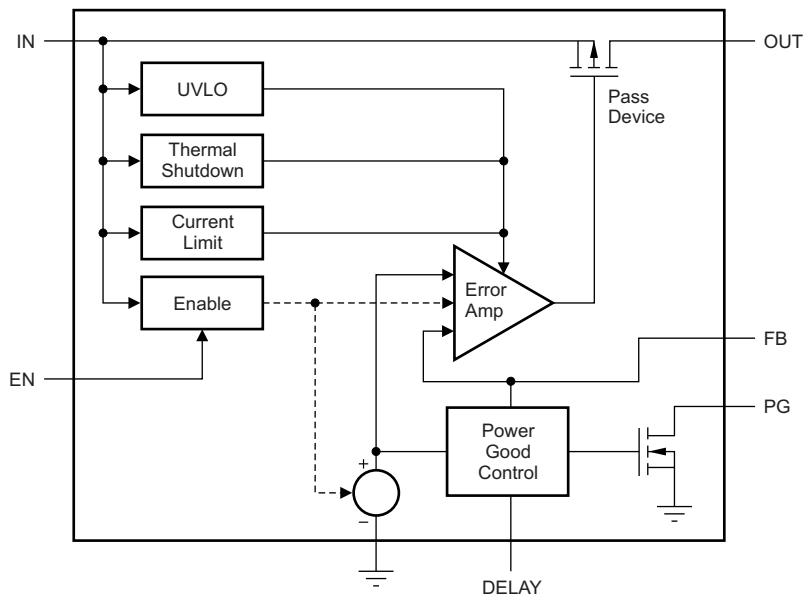 IN
OUT
UVLO
Pass
Device
Thermal
Shutdown
Current
Limit
Enable
Error
Amp
FB
EN
PG
Power
Good
Control
+
−
DELAY